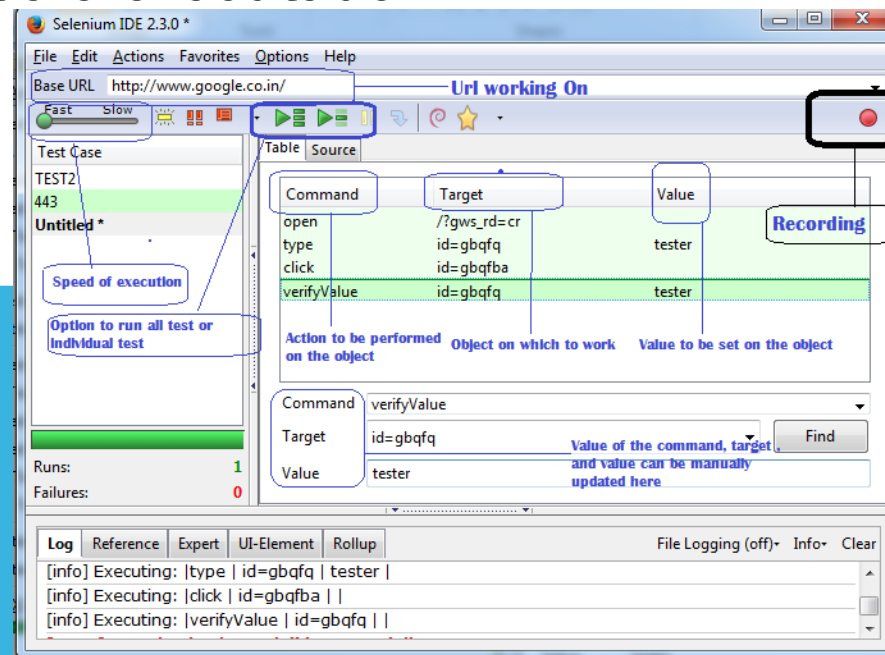 Selenium IDE 2.3.0 *
File Edit Actions Favorites Options Help
Base URL http://www.google.co.in/ Url working On
Fast Slow
Test Case
TEST2
443
Untitled *
Speed of execution
Option to run all test or
individual test
Runs: 1
Failures: 0
Table Source
Command Target Value
open /?gws_rd=cr
type id=gbqfq tester
click id=gbqfba
verifyValue id=gbqfq tester
Recording
Action to be performed
on the object
Object on which to work
Value to be set on the object
Command verifyValue
Target id=gbqfq Find
Value tester
Value of the command, target ,
and value can be manually
updated here
Log Reference Expert UI-Element Rollup File Logging (off) Info Clear
[info] Executing: |type | id=gbqfq | tester |
[info] Executing: |click | id=gbqfba | |
[info] Executing: |verifyValue | id=gbqfq | |